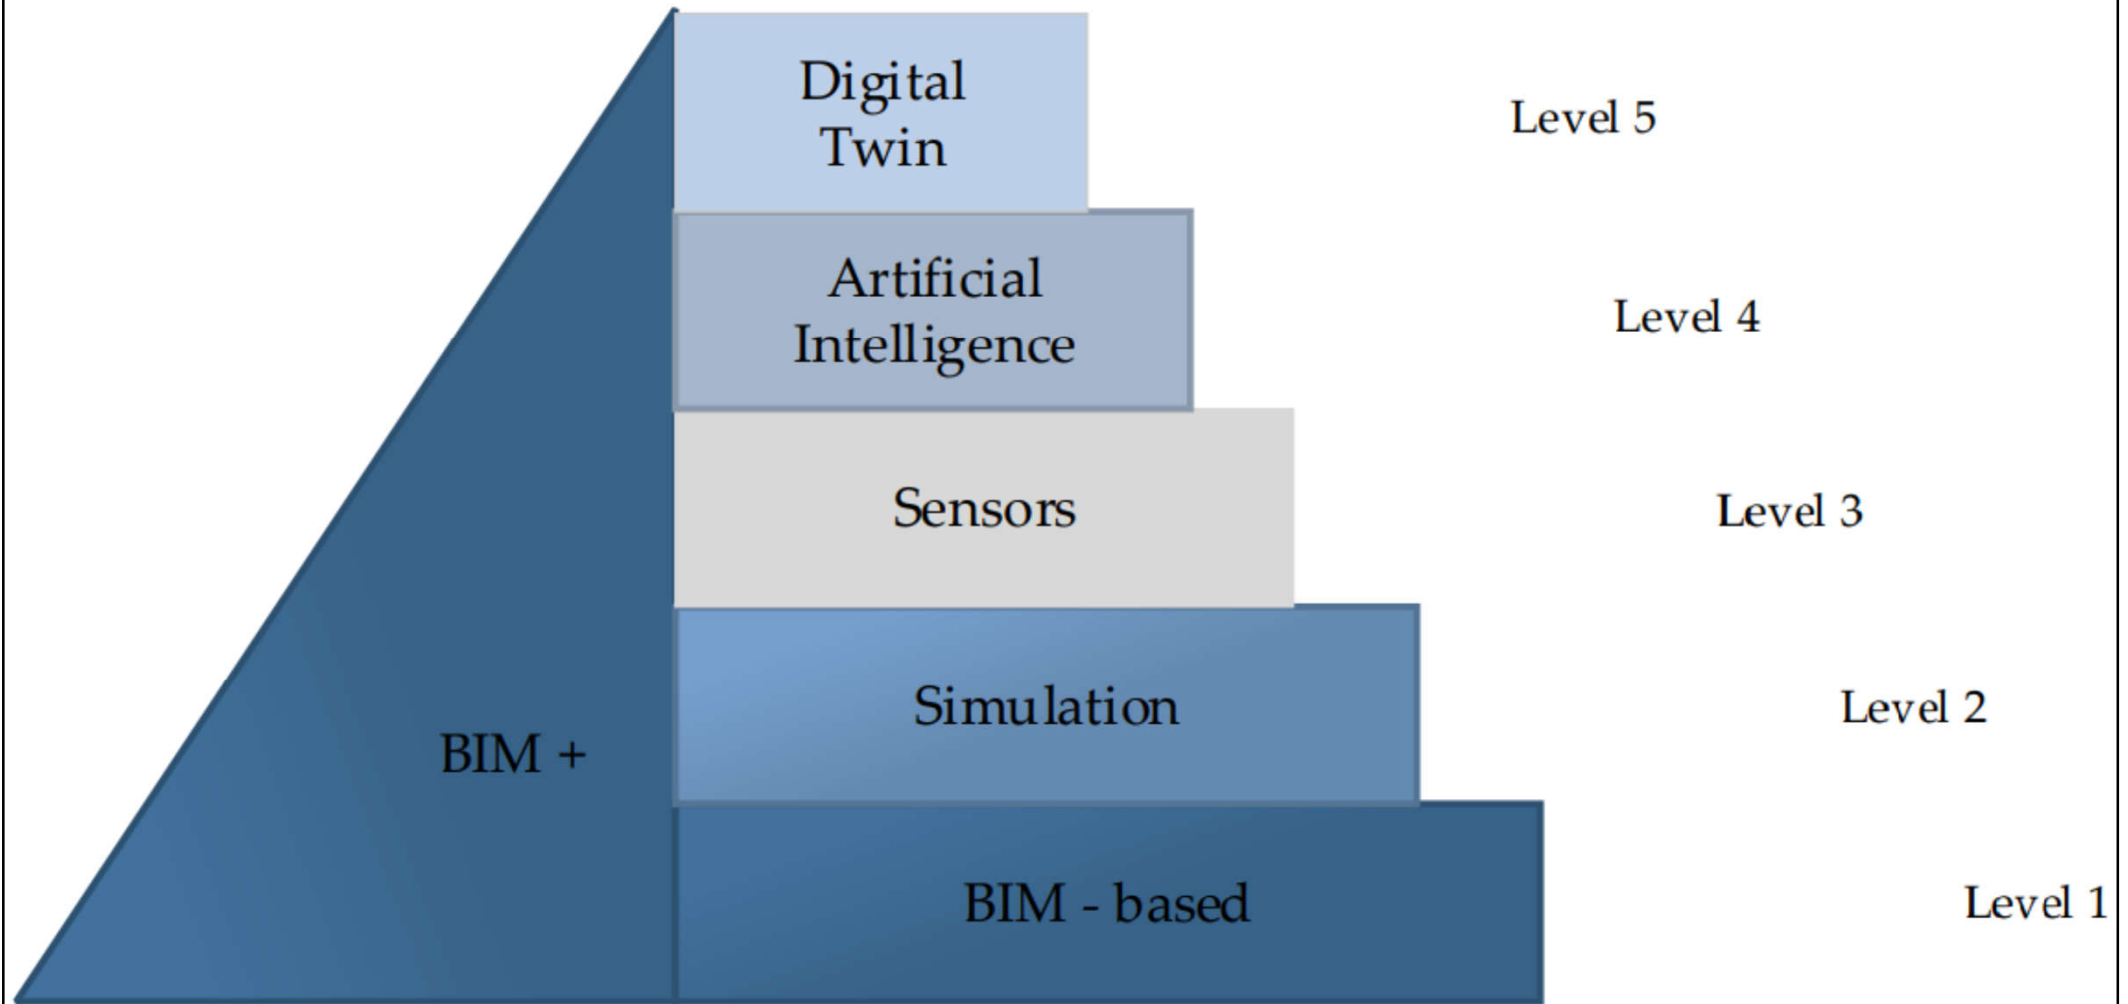 Digital
Twin
Level 5
Artificial
Intelligence
Level 4
Sensors
Level 3
Simulation
Level 2
BIM +
BIM - based
Level 1